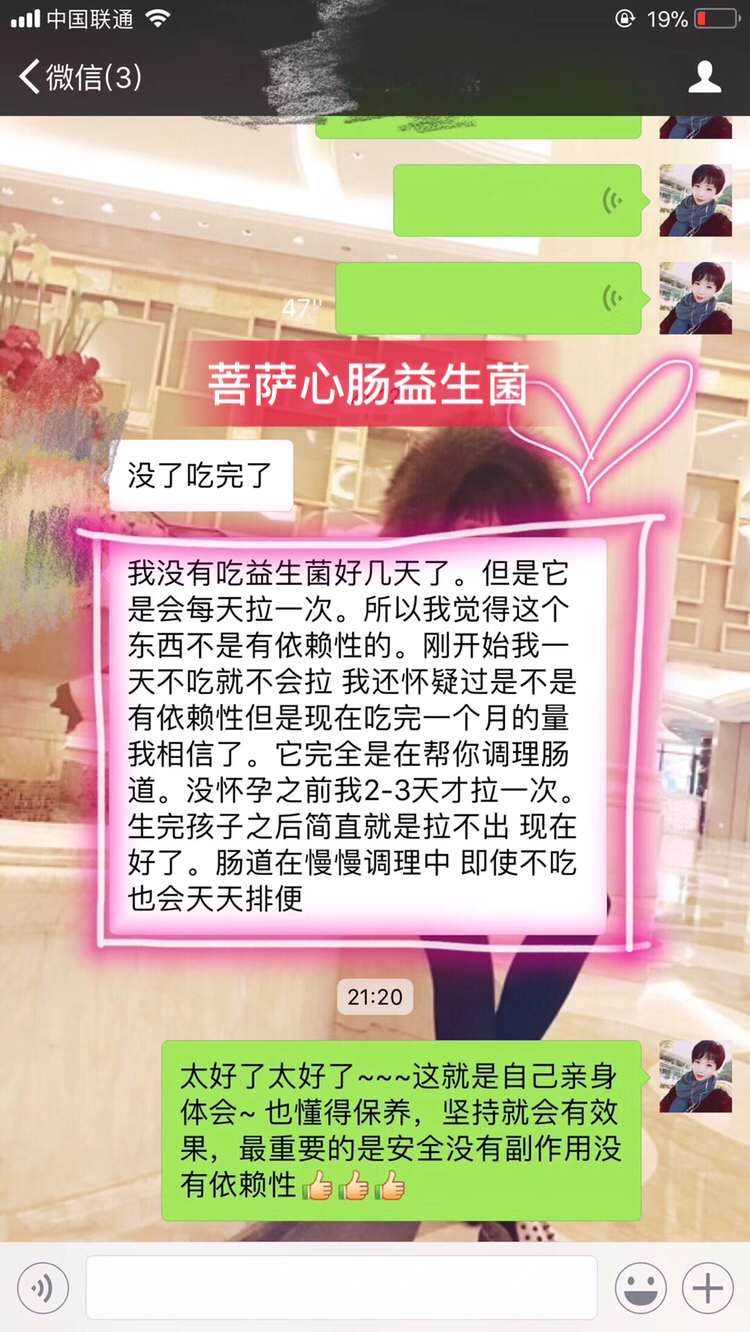 中国联通
19%
微信(3)
47"
菩萨心肠益生菌
没了吃完了
我没有吃益生菌好几天了。但是它
是会每天拉一次。所以我觉得这个
东西不是有依赖性的。刚开始我一
天不吃就不会拉 我还怀疑过是不是
有依赖性但是现在吃完一个月的量
我相信了。它完全是在帮你调理肠
道。没怀孕之前我2-3天才拉一次。
生完孩子之后简直就是拉不出 现在
好了。肠道在慢慢调理中 即使不吃
也会天天排便
21:20
太好了太好了~~~这就是自己亲身
体会~ 也懂得保养，坚持就会有效
果，最重要的是安全没有副作用没
有依赖性👍👍👍